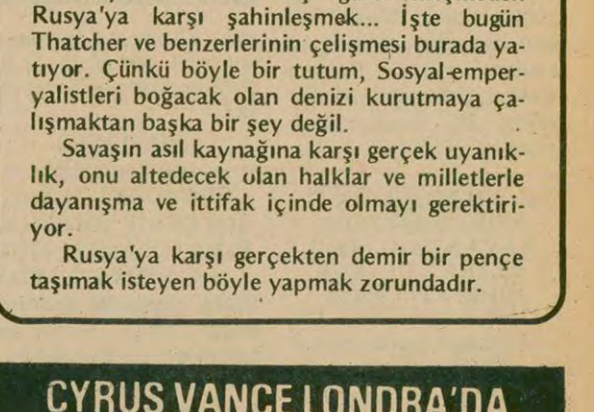 Rusya'ya karşı şahinleşmek... İşte bugün
Thatcher ve benzerlerinin çelişmesi burada ya-
tıyor. Çünkü böyle bir tutum, Sosyal-emper-
yalistleri boğacak olan denizi kurutmaya ça-
lışmaktan başka bir şey değil.
Savaşın asıl kaynağına karşı gerçek uyanık-
lık, onu altedecek olan halklar ve milletlerle
dayanışma ve ittifak içinde olmayı gerektiri-
yor.
Rusya'ya karşı gerçekten demir bir pençe
taşımak isteyen böyle yapmak zorundadır.
CYRUS VANCE LONDRA'DA